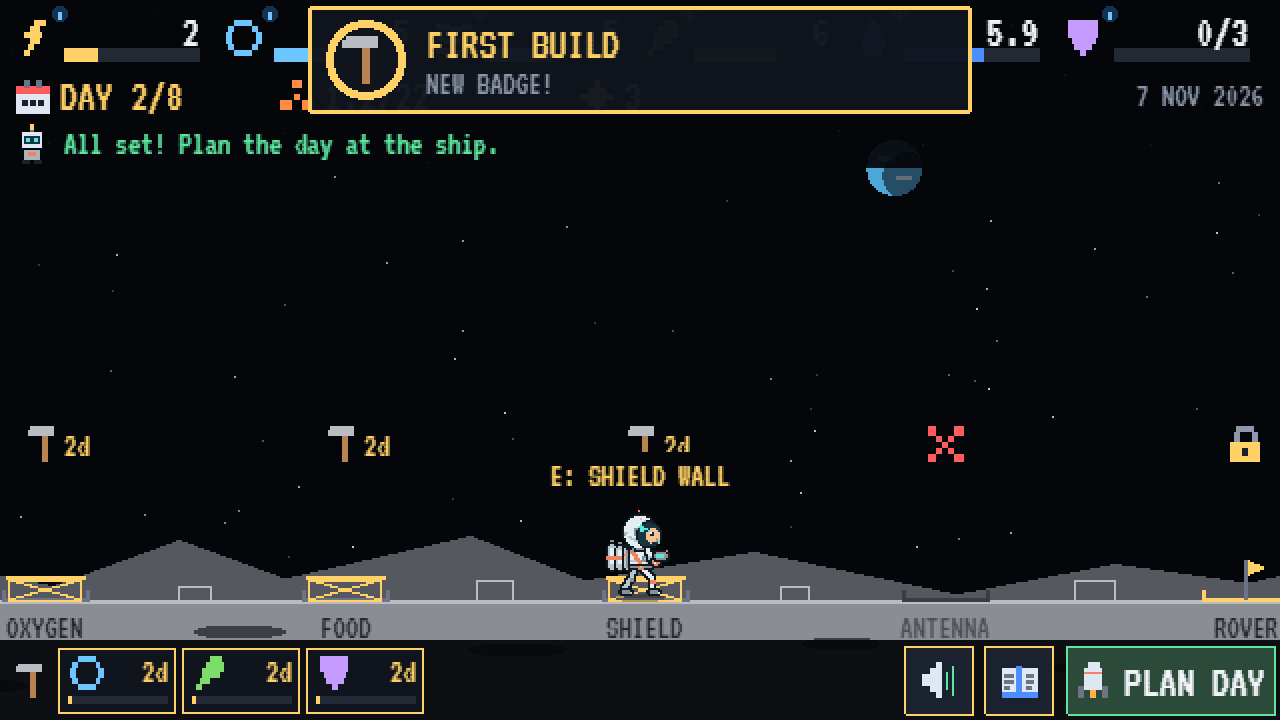 2
FIRST BUILD
NEW BADGE!
5.9
0/3
DAY 2/8
7 NOV 2026
All set! Plan the day at the ship.
2d
2d
2d
E: SHIELD WALL
OXYGEN
FOOD
SHIELD
ANTENNA
ROVER
2d
2d
2d
PLAN DAY